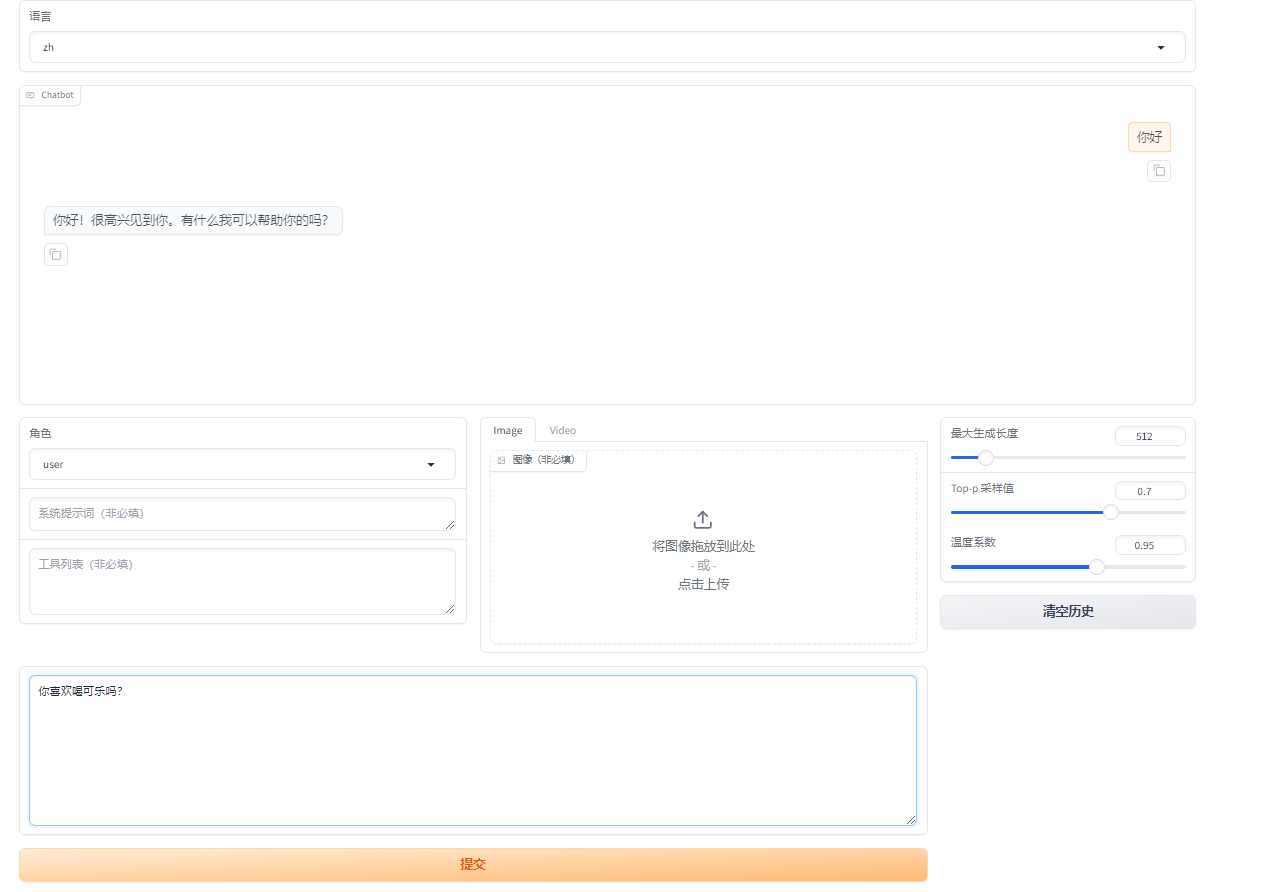 语言
zh
Chatbot
你好
你好！很高兴见到你。有什么我可以帮助你的吗？
角色
user
系统提示词（非必填）
工具列表（非必填）
Image
Video
图像（非必填）
将图像拖放到此处
- 或 -
点击上传
最大生成长度
512
Top-p 采样值
0.7
温度系数
0.95
清空历史
你喜欢喝可乐吗？
提交